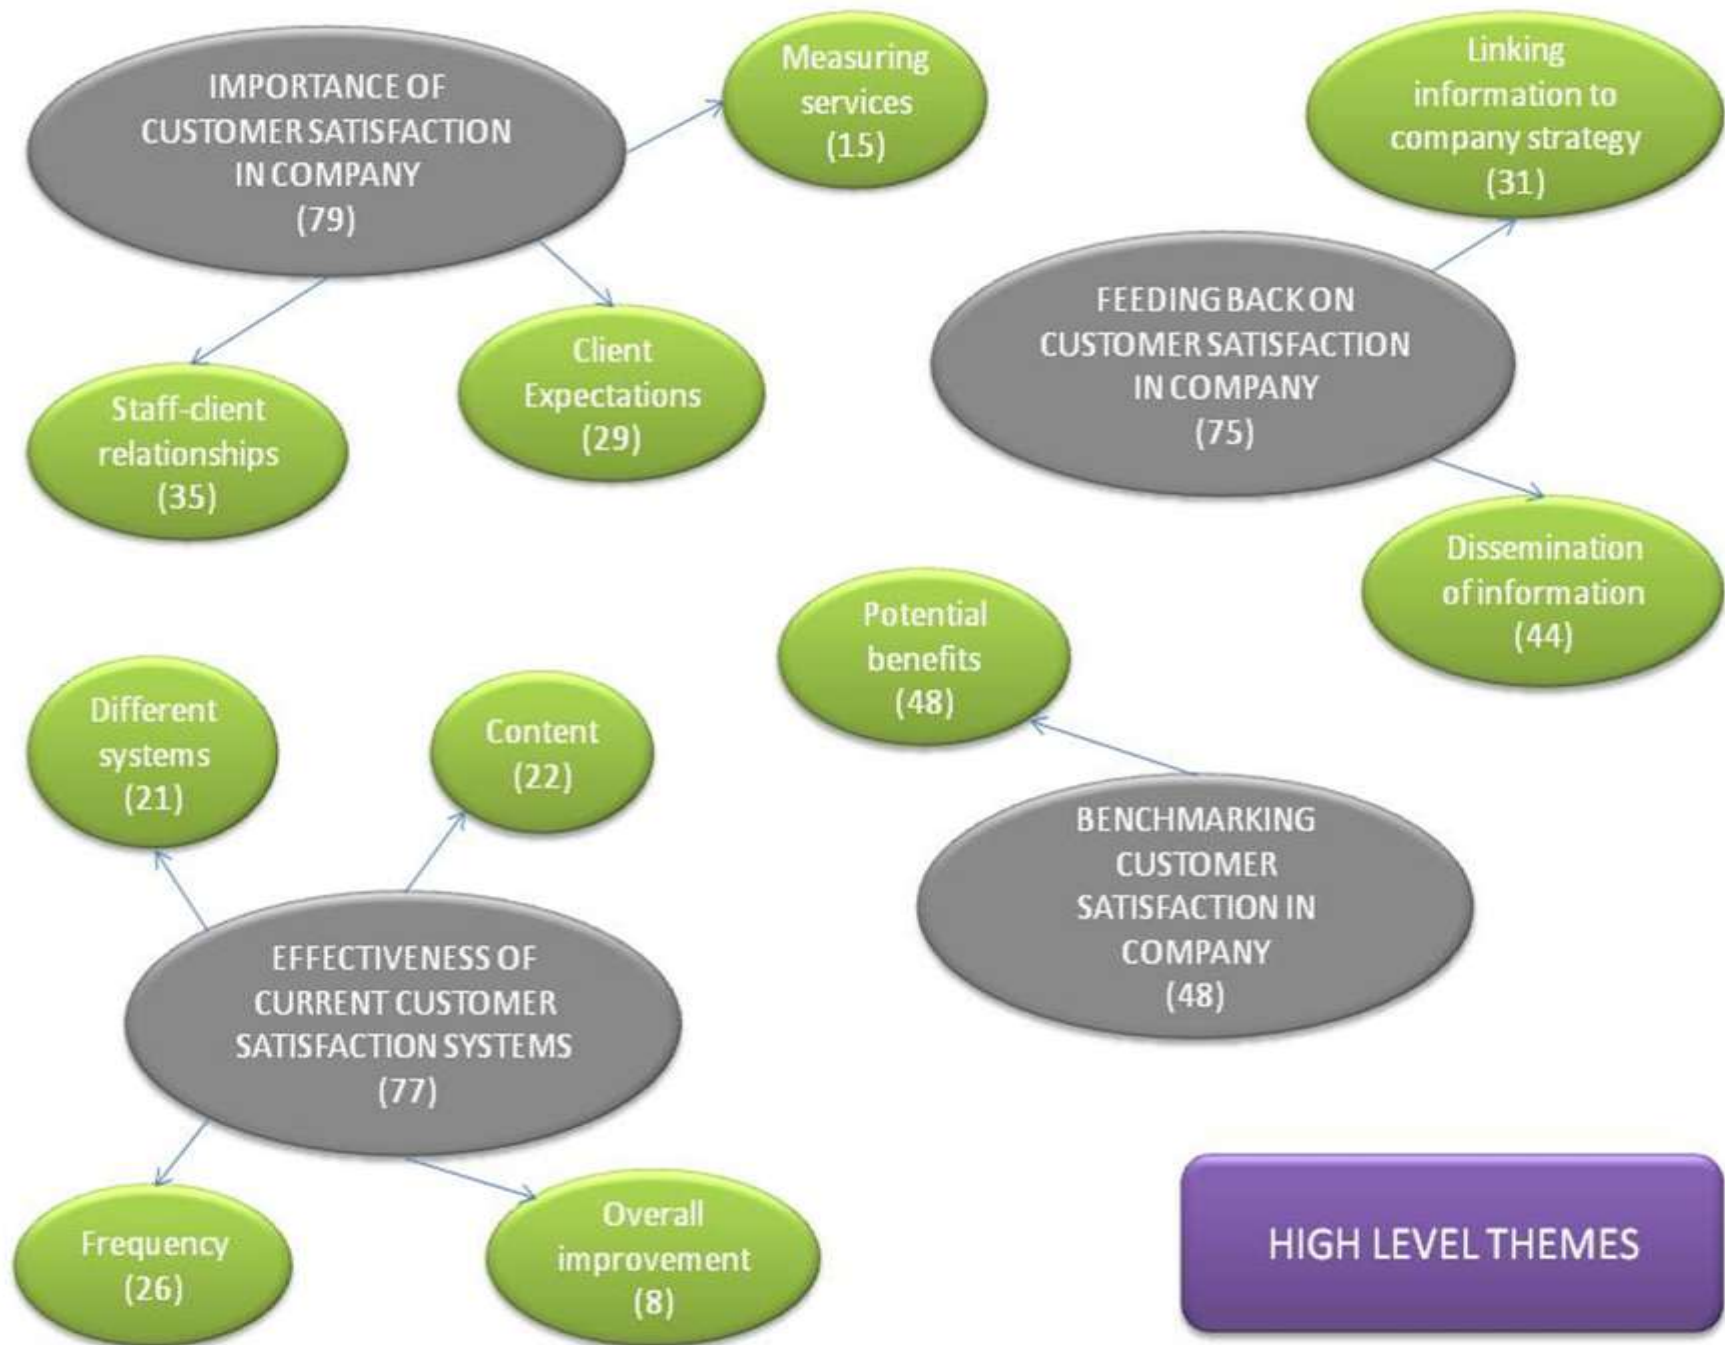 IMPORTANCE OF
CUSTOMER SATISFACTION
IN COMPANY
(79)
Measuring
services
(15)
Client
Expectations
(29)
Staff-client
relationships
(35)
Linking
information to
company strategy
(31)
FEEDING BACK ON
CUSTOMER SATISFACTION
IN COMPANY
(75)
Dissemination
of information
(44)
Potential
benefits
(48)
BENCHMARKING
CUSTOMER
SATISFACTION IN
COMPANY
(48)
Different
systems
(21)
Content
(22)
EFFECTIVENESS OF
CURRENT CUSTOMER
SATISFACTION SYSTEMS
(77)
Frequency
(26)
Overall
improvement
(8)
HIGH LEVEL THEMES